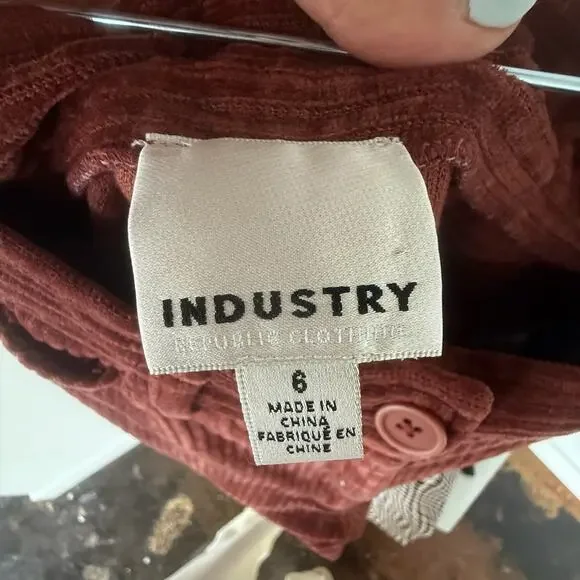 INDUSTRY
REPUBLIC CLOTHING
6
MADE IN
CHINA
FABRIQUÉ EN
CHINE